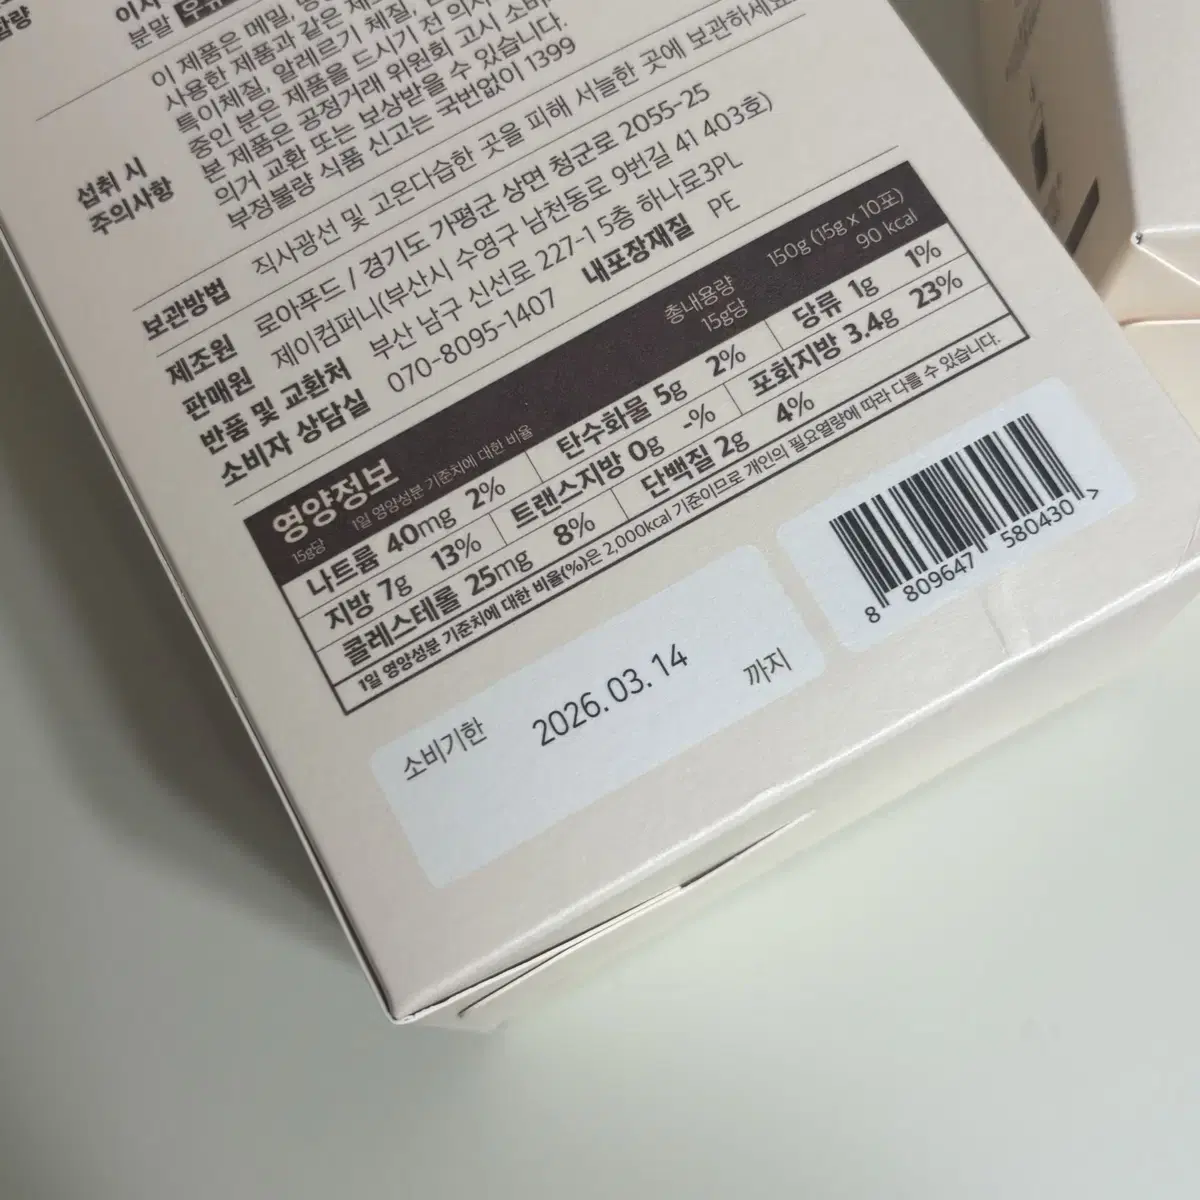 함량
분말 우유
이 제품은 메밀,
사용한 제품과 같은
특이체질, 알레르기 체질,
중인 분은 제품을 드시기 전 의사
본 제품은 공정거래 위원회 고시 소비
의거 교환 또는 보상받을 수 있습니다.
부정불량 식품 신고는 국번없이 1399
섭취 시
주의사항
보관방법 직사광선 및 고온다습한 곳을 피해 서늘한 곳에 보관하세요
제조원 로아푸드 / 경기도 가평군 상면 청군로 2055-25
판매원 제이컴퍼니(부산시 수영구 남천동로 9번길 41 403호)
반품 및 교환처 부산 남구 신선로 227-1 5층 하나로3PL
소비자 상담실 070-8095-1407 내포장재질 PE
영양정보 총내용량 150g (15g x 10포)
15g당 90 kcal
15g당 1일 영양성분 기준치에 대한 비율
나트륨 40mg 2% 탄수화물 5g 2% 당류 1g 1%
지방 7g 13% 트랜스지방 0g -% 포화지방 3.4g 23%
콜레스테롤 25mg 8% 단백질 2g 4%
1일 영양성분 기준치에 대한 비율(%)은 2,000kcal 기준이므로 개인의 필요열량에 따라 다를 수 있습니다.
소비기한 2026.03.14 까지
8 809647 580430 >